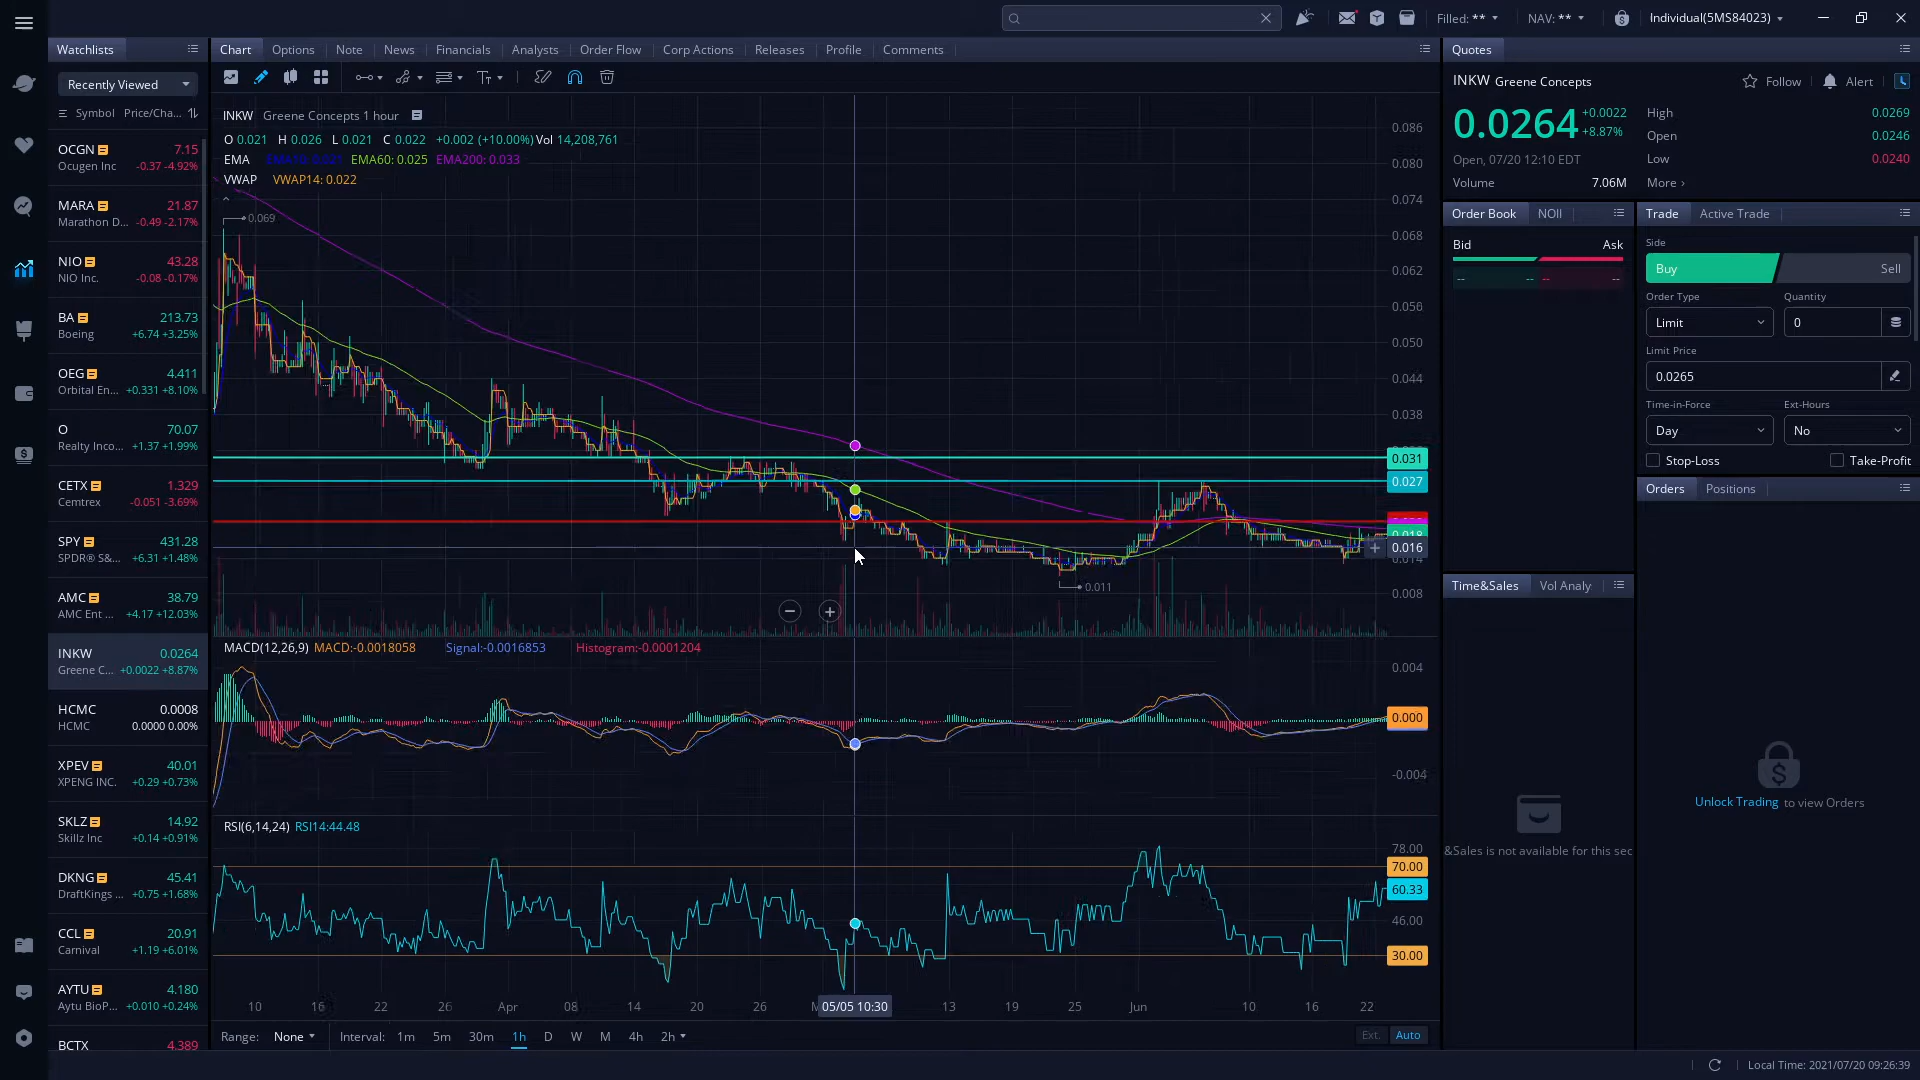 Filled: **
NAV: **
Individual(5MS84023)
Watchlists
Recently Viewed
Symbol Price/Cha...
OCGN 7.15
Ocugen Inc -0.37 -4.92%
MARA 21.87
Marathon D... -0.49 -2.17%
NIO 43.28
NIO Inc. -0.08 -0.17%
BA 213.73
Boeing +6.74 +3.25%
OEG 4.411
Orbital En... +0.331 +8.10%
O 70.07
Realty Inco... +1.37 +1.99%
CETX 1.329
Cemtrex -0.051 -3.69%
SPY 431.28
SPDR® S&... +6.31 +1.48%
AMC 38.79
AMC Ent ... +4.17 +12.03%
INKW 0.0264
Greene C... +0.0022 +8.87%
HCMC 0.0008
HCMC 0.0000 0.00%
XPEV 40.01
XPENG INC. +0.29 +0.73%
SKLZ 14.92
Skillz Inc +0.14 +0.91%
DKNG 45.41
DraftKings ... +0.75 +1.68%
CCL 20.91
Carnival +1.19 +6.01%
AYTU 4.180
Aytu BioP... +0.010 +0.24%
BCTX 4.389
Chart Options Note News Financials Analysts Order Flow Corp Actions Releases Profile Comments
INKW Greene Concepts 1 hour
O 0.021 H 0.026 L 0.021 C 0.022 +0.002 (+10.00%) Vol 14,208,761
EMA EMA60: 0.025 EMA200: 0.033
VWAP VWAP14: 0.022
0.069
0.011
0.086
0.080
0.074
0.068
0.062
0.056
0.050
0.044
0.038
0.031
0.027
0.018
0.016
0.014
0.008
MACD(12,26,9) MACD:-0.0018058 Signal:-0.0016853 Histogram:-0.0001204
0.004
0.000
-0.004
RSI(6,14,24) RSI14:44.48
78.00
70.00
60.33
46.00
30.00
10 16 22 26 Apr 08 14 20 26 05/05 10:30 13 19 25 Jun 10 16 22
Range: None Interval: 1m 5m 30m 1h D W M 4h 2h Ext. Auto
Quotes
INKW Greene Concepts Follow Alert
0.0264 +0.0022
+8.87%
Open, 07/20 12:10 EDT
Volume 7.06M
High 0.0269
Open 0.0246
Low 0.0240
More ›
Order Book NOII
Bid Ask
-- -- -- --
Trade Active Trade
Side
Buy Sell
Order Type Quantity
Limit 0
Limit Price
0.0265
Time-in-Force Ext-Hours
Day No
Stop-Loss Take-Profit
Orders Positions
Unlock Trading to view Orders
Time&Sales Vol Analy
&Sales is not available for this sec
Local Time: 2021/07/20 09:26:39